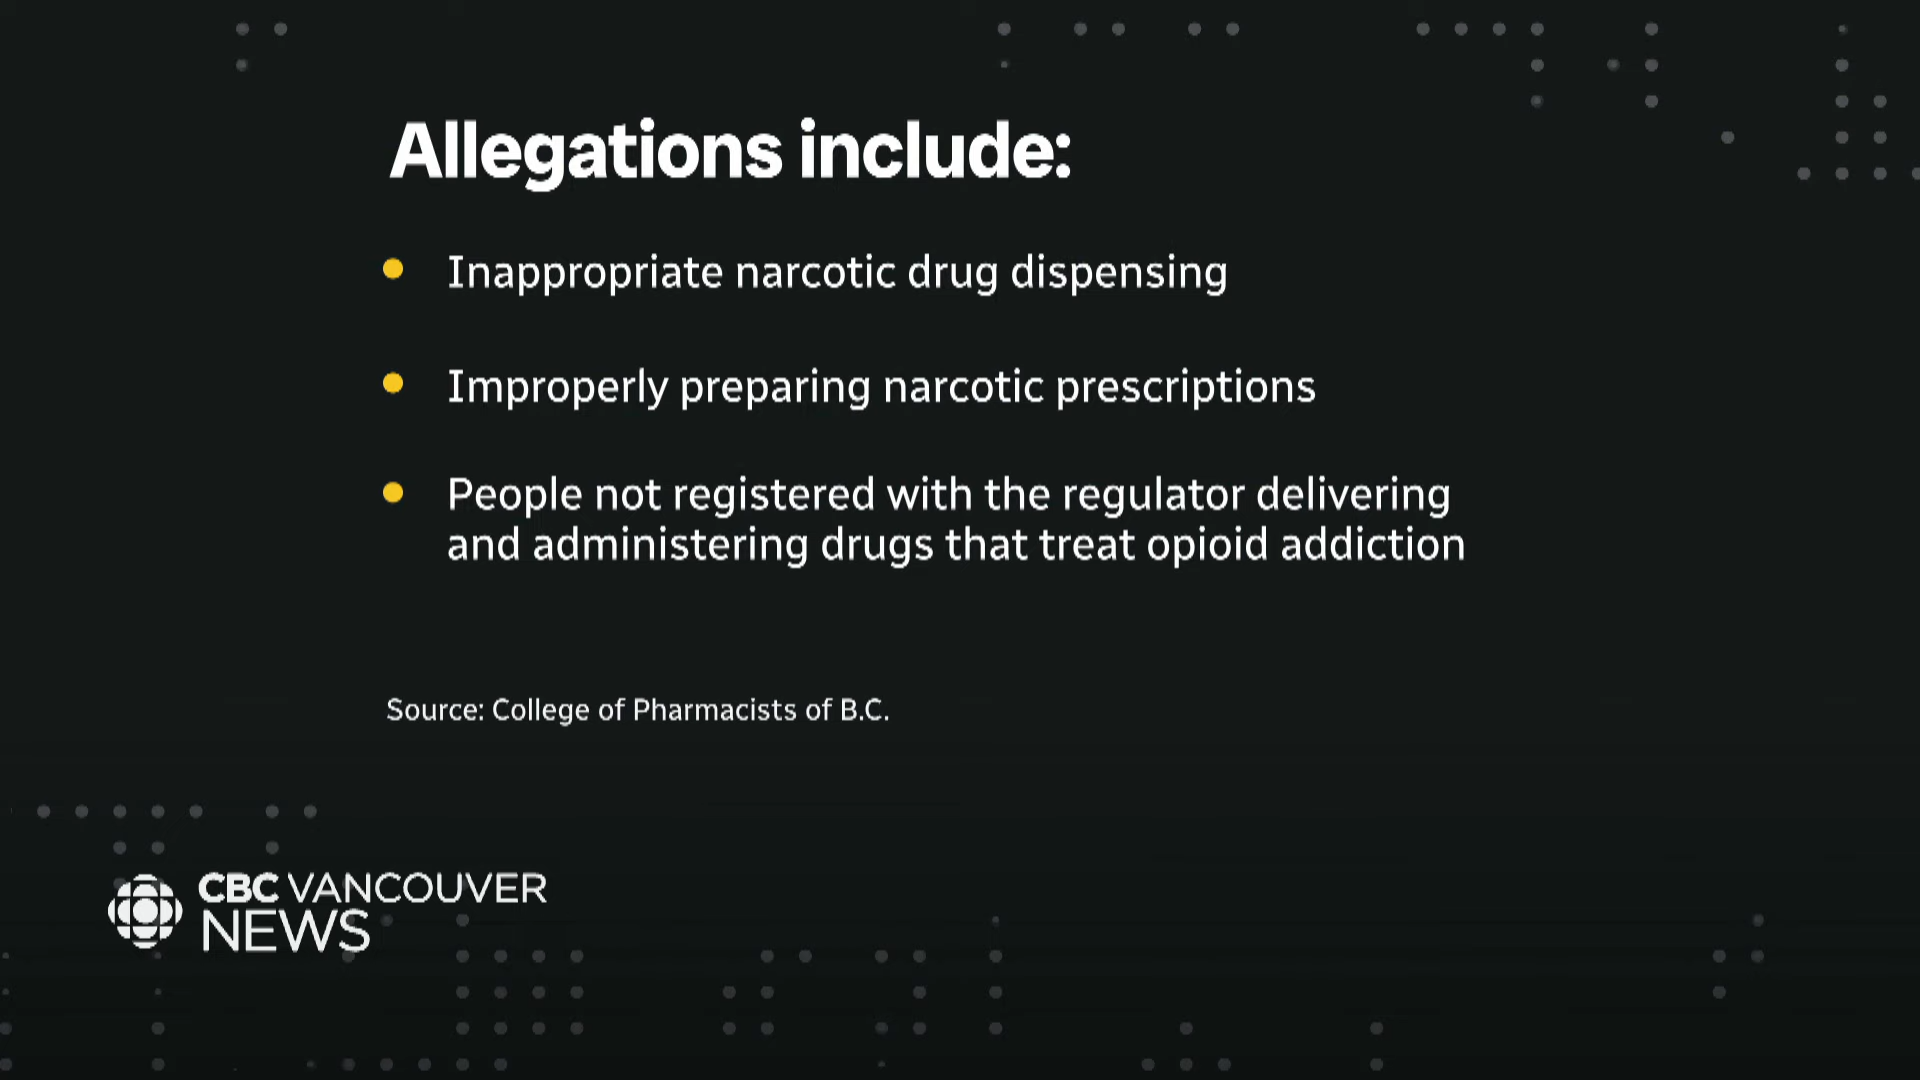 Allegations include:
Inappropriate narcotic drug dispensing
Improperly preparing narcotic prescriptions
People not registered with the regulator delivering
and administering drugs that treat opioid addiction
Source: College of Pharmacists of B.C.
CBC VANCOUVER
NEWS